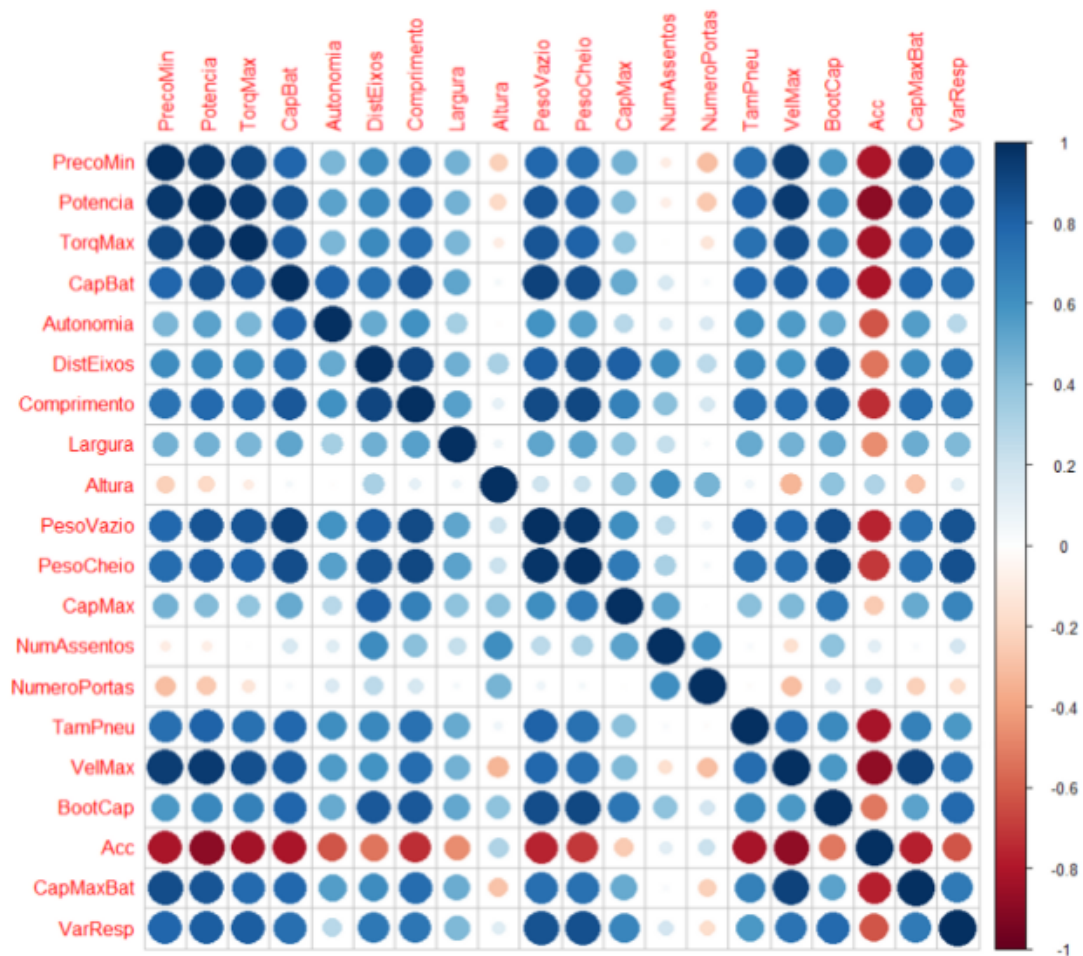 PrecoMin
Potencia
TorqMax
CapBat
Autonomia
DistEixos
Comprimento
Largura
Altura
PesoVazio
PesoCheio
CapMax
NumAssentos
NumeroPortas
TamPneu
VelMax
BootCap
Acc
CapMaxBat
VarResp
PrecoMin
Potencia
TorqMax
CapBat
Autonomia
DistEixos
Comprimento
Largura
Altura
PesoVazio
PesoCheio
CapMax
NumAssentos
NumeroPortas
TamPneu
VelMax
BootCap
Acc
CapMaxBat
VarResp
1
0.8
0.6
0.4
0.2
0
-0.2
-0.4
-0.6
-0.8
-1